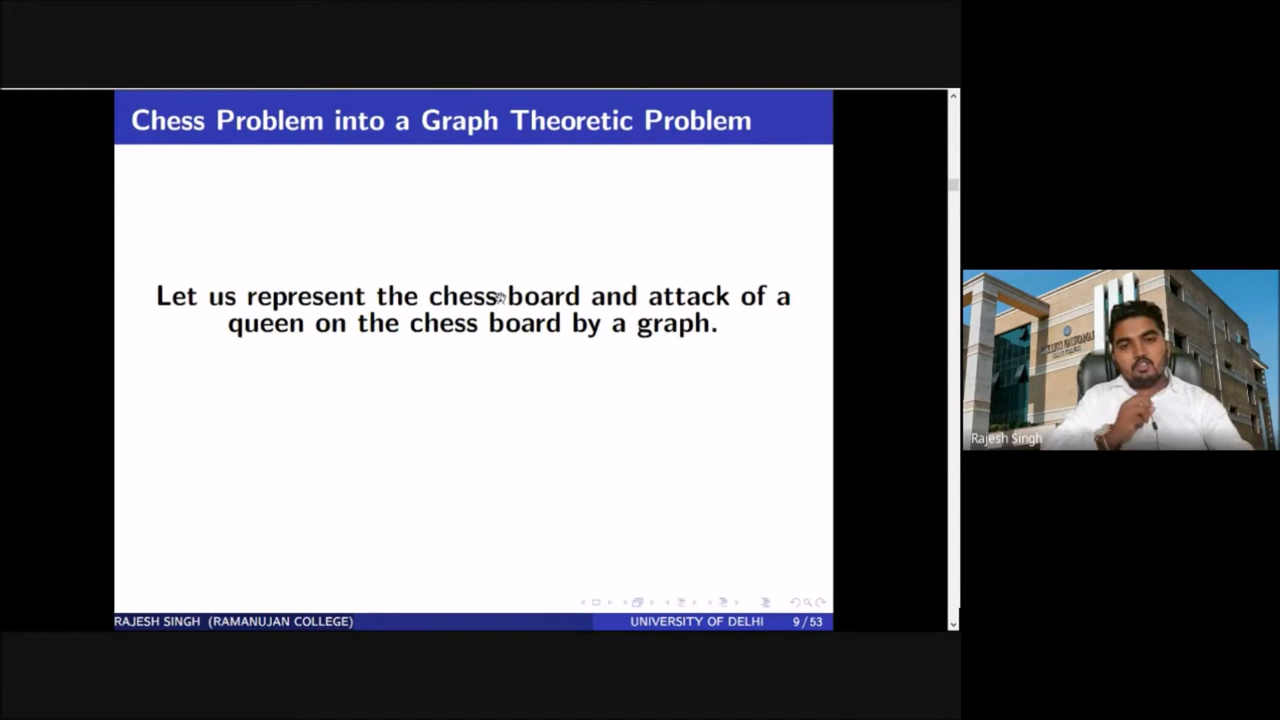 Chess Problem into a Graph Theoretic Problem
Let us represent the chess board and attack of a
queen on the chess board by a graph.
RAJESH SINGH (RAMANUJAN COLLEGE)
UNIVERSITY OF DELHI 9 / 53
Rajesh Singh